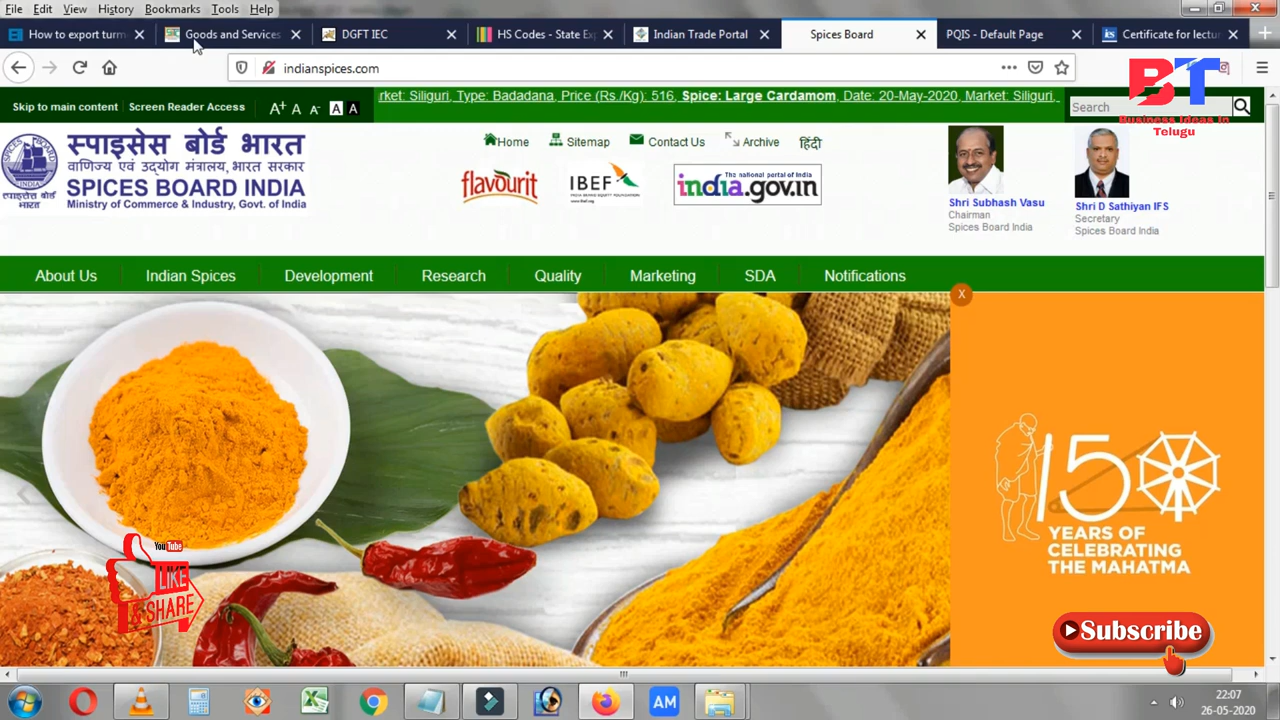 File Edit View History Bookmarks Tools Help
How to export turm
Goods and Services
DGFT IEC
HS Codes - State Ex
Indian Trade Portal
Spices Board
PQIS - Default Page
Certificate for lectur
indianspices.com
Skip to main content
Screen Reader Access
A+ A A- A A
rket: Siliguri, Type: Badadana, Price (Rs./Kg): 516, Spice: Large Cardamom, Date: 20-May-2020, Market: Siliguri,
Search
BT
Business Ideas In
Telugu
स्पाइसेस बोर्ड भारत
वाणिज्य एवं उद्योग मंत्रालय, भारत सरकार
SPICES BOARD INDIA
Ministry of Commerce & Industry, Govt. of India
Home
Sitemap
Contact Us
Archive
हिंदी
flavourit
IBEF
The national portal of India
india.gov.in
Shri Subhash Vasu
Chairman
Spices Board India
Shri D Sathiyan IFS
Secretary
Spices Board India
About Us
Indian Spices
Development
Research
Quality
Marketing
SDA
Notifications
X
150
YEARS OF
CELEBRATING
THE MAHATMA
YouTube
LIKE
& SHARE
Subscribe
AM
22:07
26-05-2020